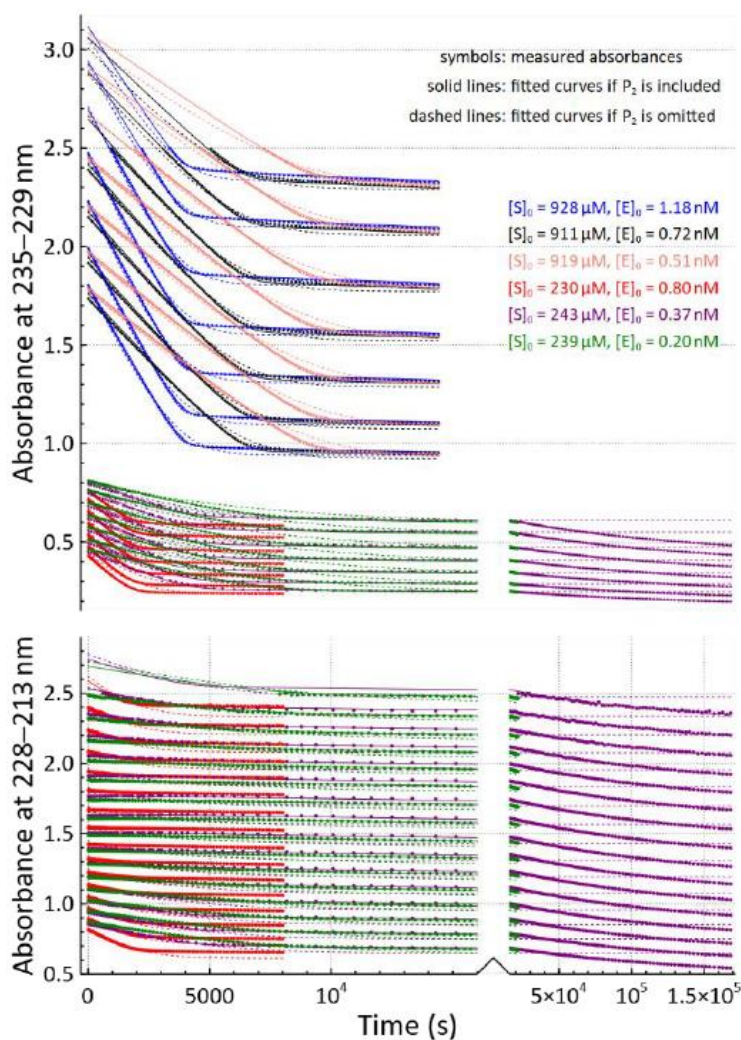 3.0
symbols: measured absorbances
solid lines: fitted curves if P₂ is included
dashed lines: fitted curves if P₂ is omitted
2.5
[S]₀ = 928 μM, [E]₀ = 1.18 nM
[S]₀ = 911 μM, [E]₀ = 0.72 nM
[S]₀ = 919 μM, [E]₀ = 0.51 nM
[S]₀ = 230 μM, [E]₀ = 0.80 nM
[S]₀ = 243 μM, [E]₀ = 0.37 nM
[S]₀ = 239 μM, [E]₀ = 0.20 nM
2.0
1.5
1.0
0.5
Absorbance at 235–229 nm
2.5
2.0
1.5
1.0
0.5
Absorbance at 228–213 nm
0 5000 10⁴ 5×10⁴ 10⁵ 1.5×10⁵
Time (s)